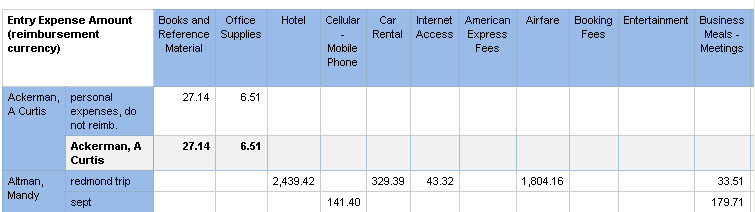 Entry Expense Amount (reimbursement currency) Books and Reference Material Office Supplies Hotel Cellular - Mobile Phone Car Rental Internet Access American Express Fees Airfare Booking Fees Entertainment Business Meals - Meetings
Ackerman, A Curtis personal expenses, do not reimb. 27.14 6.51
Ackerman, A Curtis 27.14 6.51
Altman, Mandy redmond trip 2,439.42 329.39 43.32 1,804.16 33.51
sept 141.40 179.71